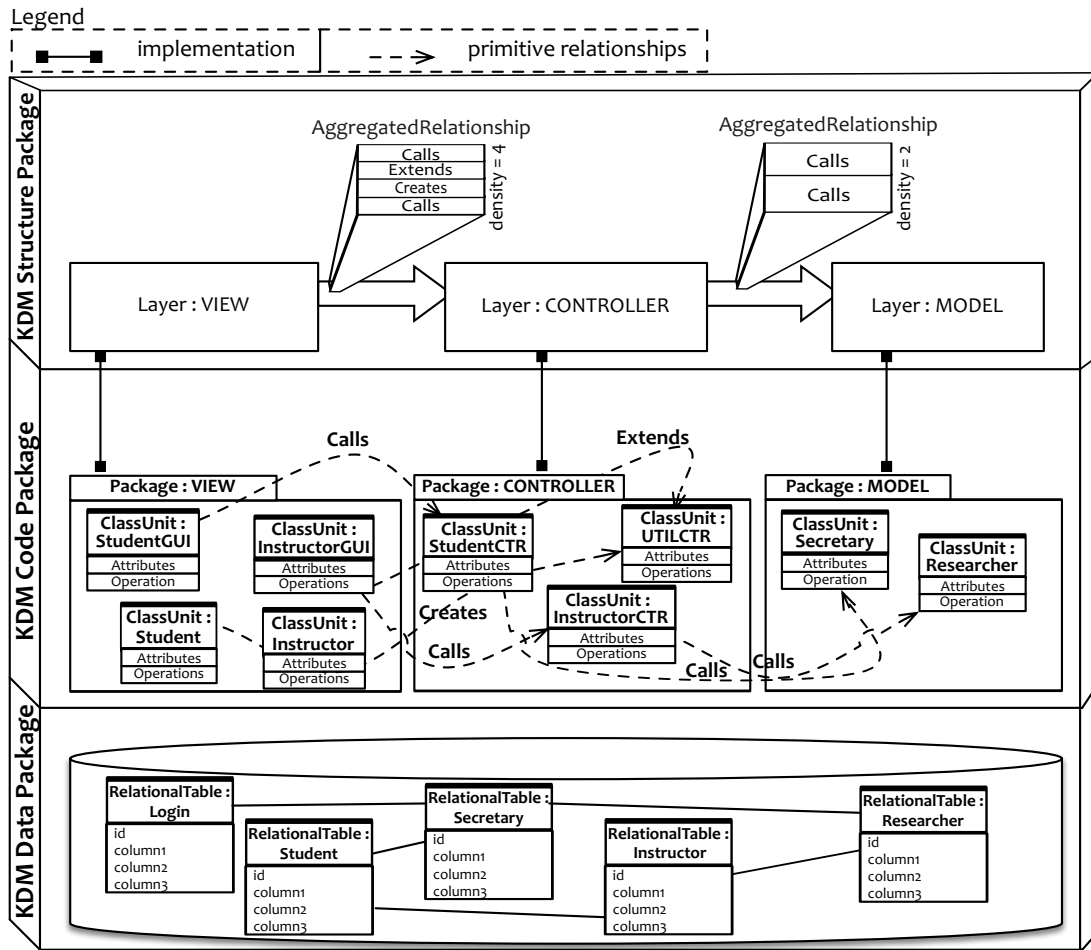 Legend
implementation
primitive relationships
KDM Structure Package
AggregatedRelationship
Calls
Extends
Creates
Calls
density = 4
AggregatedRelationship
Calls
Calls
density = 2
Layer : VIEW
Layer : CONTROLLER
Layer : MODEL
KDM Code Package
Calls
Extends
Package : VIEW
Package : CONTROLLER
Package : MODEL
ClassUnit :
StudentGUI
Attributes
Operation
ClassUnit :
InstructorGUI
Attributes
Operations
ClassUnit :
StudentCTR
Attributes
Operations
ClassUnit :
UTILCTR
Attributes
Operations
ClassUnit :
Secretary
Attributes
Operation
ClassUnit :
Researcher
Attributes
Operation
ClassUnit :
Student
Attributes
Operations
ClassUnit :
Instructor
Attributes
Operations
Creates
Calls
ClassUnit :
InstructorCTR
Attributes
Operations
Calls
Calls
KDM Data Package
RelationalTable :
Login
id
column1
column2
column3
RelationalTable :
Student
id
column1
column2
column3
RelationalTable :
Secretary
id
column1
column2
column3
RelationalTable :
Instructor
id
column1
column2
column3
RelationalTable :
Researcher
id
column1
column2
column3